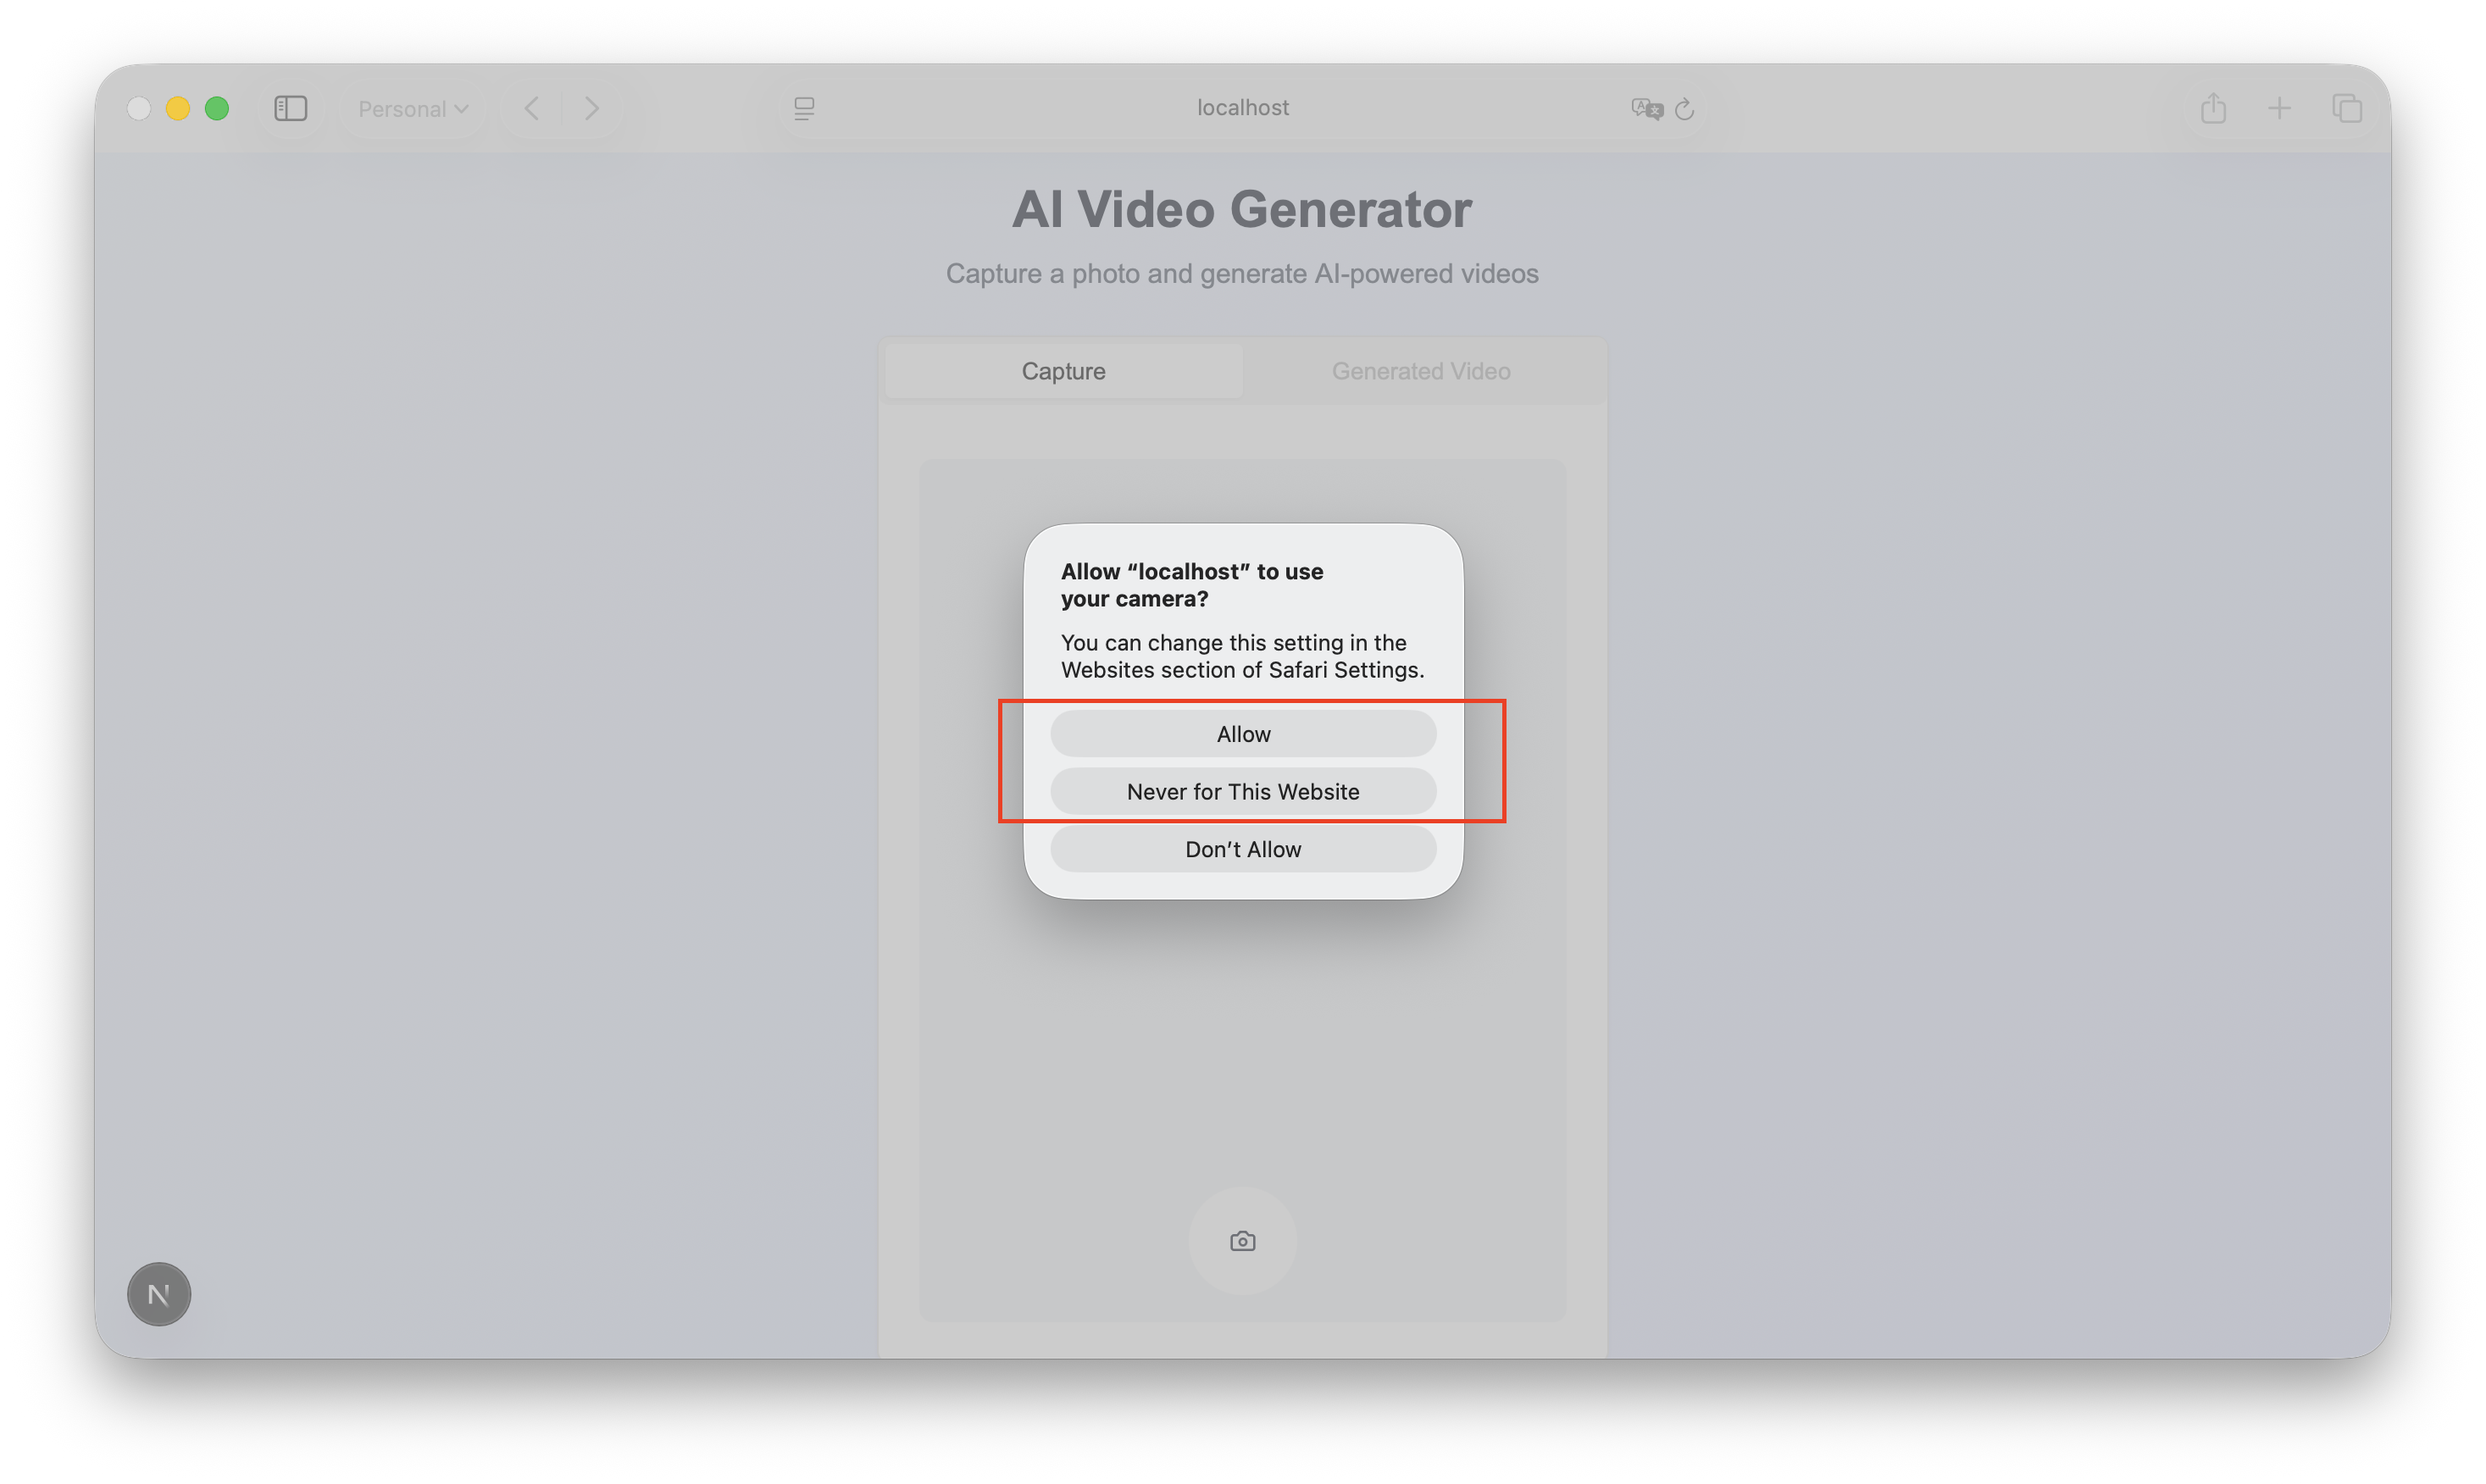 Personal
localhost
AI Video Generator
Capture a photo and generate AI-powered videos
Capture
Generated Video
Allow “localhost” to use
your camera?
You can change this setting in the
Websites section of Safari Settings.
Allow
Never for This Website
Don’t Allow
N